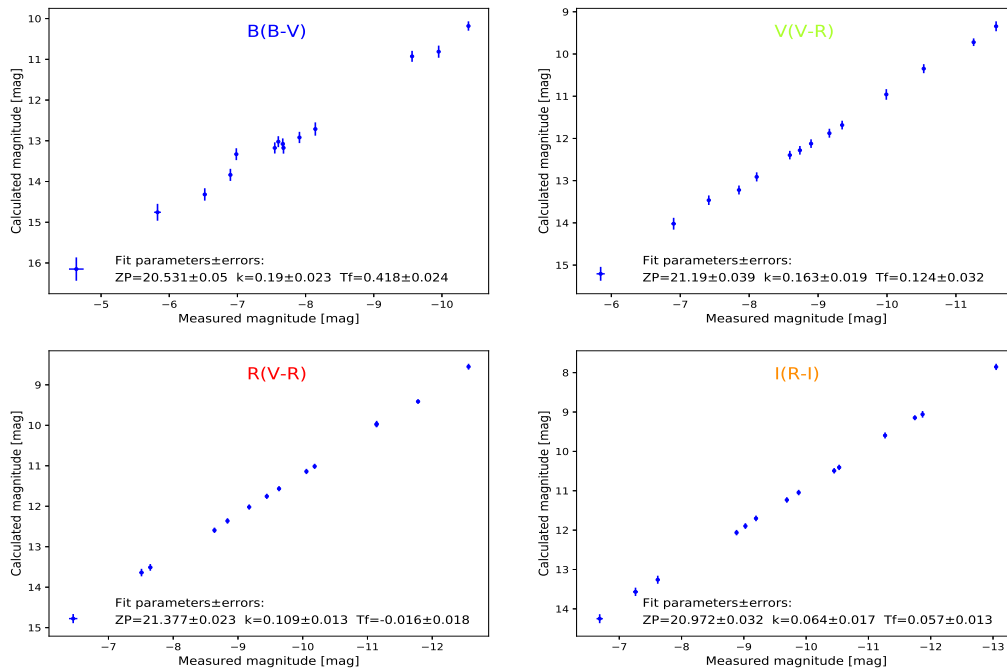 B(B-V)
Calculated magnitude [mag]
10
11
12
13
14
15
16
Fit parameters±errors:
ZP=20.531±0.05 k=0.19±0.023 Tf=0.418±0.024
−5 −6 −7 −8 −9 −10
Measured magnitude [mag]
V(V-R)
Calculated magnitude [mag]
9
10
11
12
13
14
15
Fit parameters±errors:
ZP=21.19±0.039 k=0.163±0.019 Tf=0.124±0.032
−6 −7 −8 −9 −10 −11
Measured magnitude [mag]
R(V-R)
Calculated magnitude [mag]
9
10
11
12
13
14
15
Fit parameters±errors:
ZP=21.377±0.023 k=0.109±0.013 Tf=-0.016±0.018
−7 −8 −9 −10 −11 −12
Measured magnitude [mag]
I(R-I)
Calculated magnitude [mag]
8
9
10
11
12
13
14
Fit parameters±errors:
ZP=20.972±0.032 k=0.064±0.017 Tf=0.057±0.013
−7 −8 −9 −10 −11 −12 −13
Measured magnitude [mag]